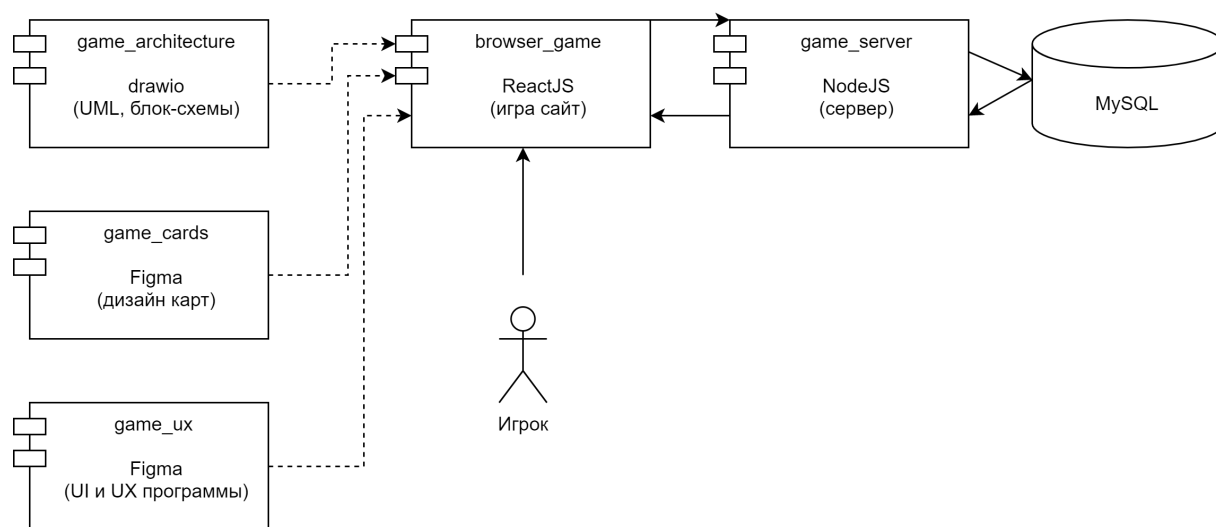 game_architecture
drawio
(UML, блок-схемы)
browser_game
ReactJS
(игра сайт)
game_server
NodeJS
(сервер)
MySQL
game_cards
Figma
(дизайн карт)
Игрок
game_ux
Figma
(UI и UX программы)